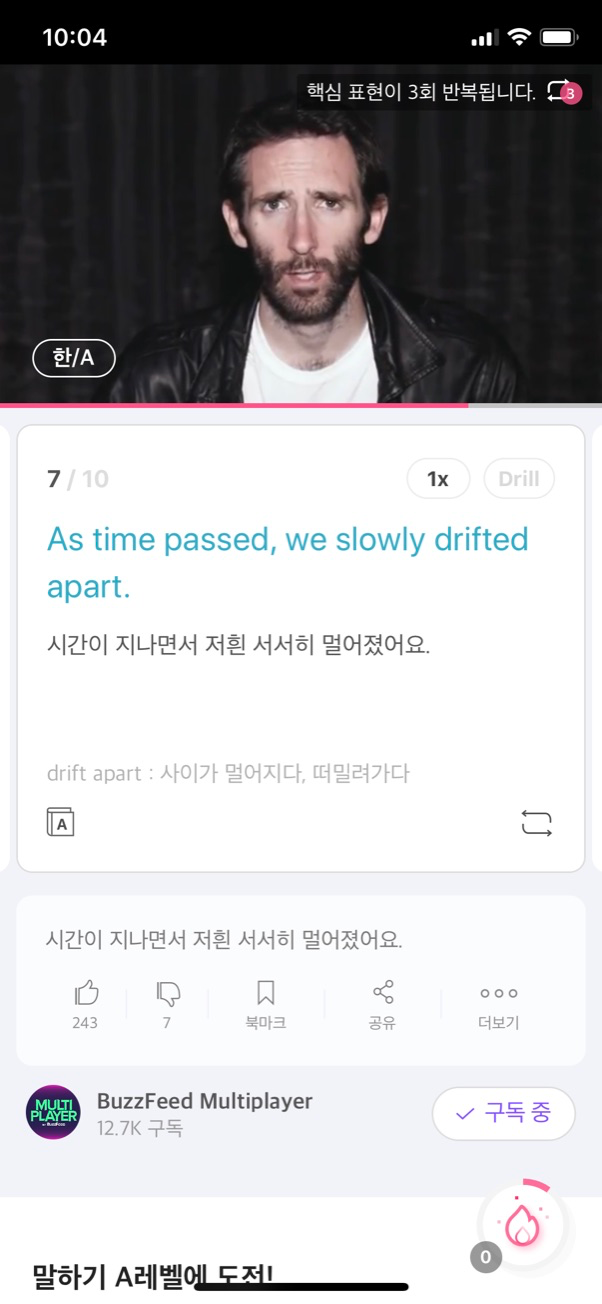 10:04
핵심 표현이 3회 반복됩니다. 3
한/A
7 / 10
1x
Drill
As time passed, we slowly drifted
apart.
시간이 지나면서 저흰 서서히 멀어졌어요.
drift apart : 사이가 멀어지다, 떠밀려가다
A
시간이 지나면서 저흰 서서히 멀어졌어요.
243
7
북마크
공유
더보기
MULTI
PLAYER
BuzzFeed Multiplayer
12.7K 구독
구독 중
0
말하기 A레벨에 도전!